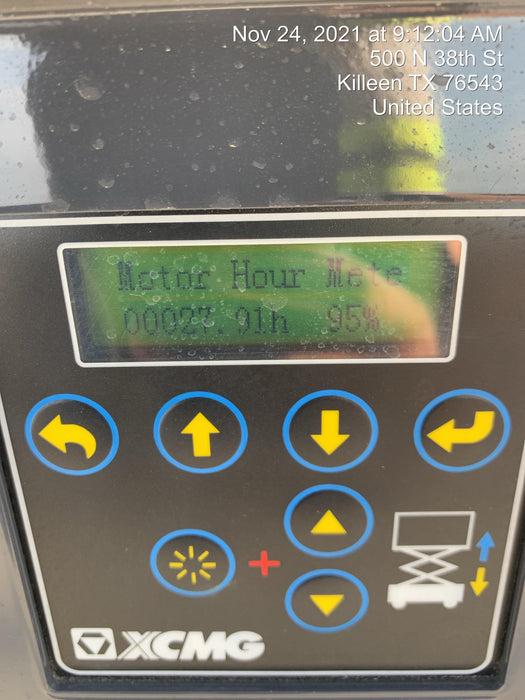 Nov 24, 2021 at 9:12:04 AM
500 N 38th St
Killeen TX 76543
United States
Motor Hour Mete
00027.91h 95%
XCMG